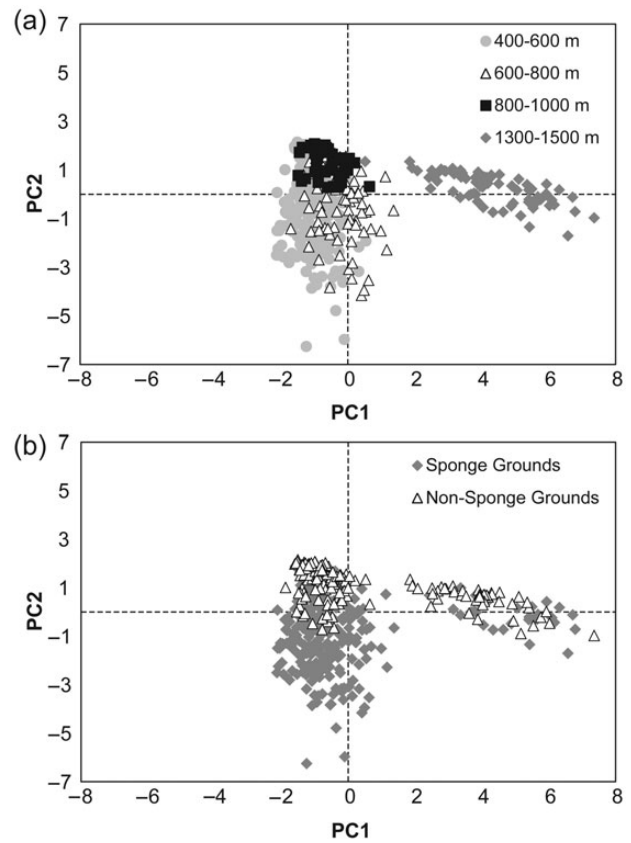 (a)
7
5
3
1
–1
–3
–5
–7
PC2
400-600 m
600-800 m
800-1000 m
1300-1500 m
–8
–6
–4
–2
0
2
4
6
8
PC1
(b)
7
5
3
1
–1
–3
–5
–7
PC2
Sponge Grounds
Non-Sponge Grounds
–8
–6
–4
–2
0
2
4
6
8
PC1